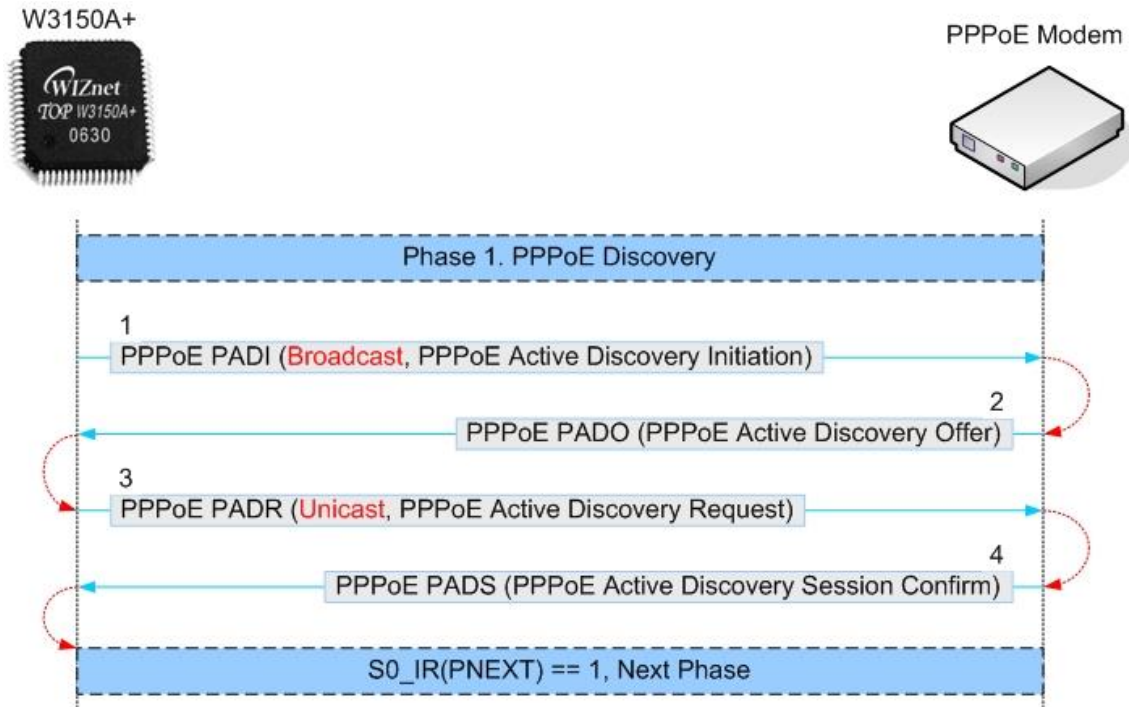 W3150A+
PPPoE Modem
WIZnet
TOP W3150A+
0630
Phase 1. PPPoE Discovery
1
PPPoE PADI (Broadcast, PPPoE Active Discovery Initiation)
2
PPPoE PADO (PPPoE Active Discovery Offer)
3
PPPoE PADR (Unicast, PPPoE Active Discovery Request)
4
PPPoE PADS (PPPoE Active Discovery Session Confirm)
S0_IR(PNEXT) == 1, Next Phase